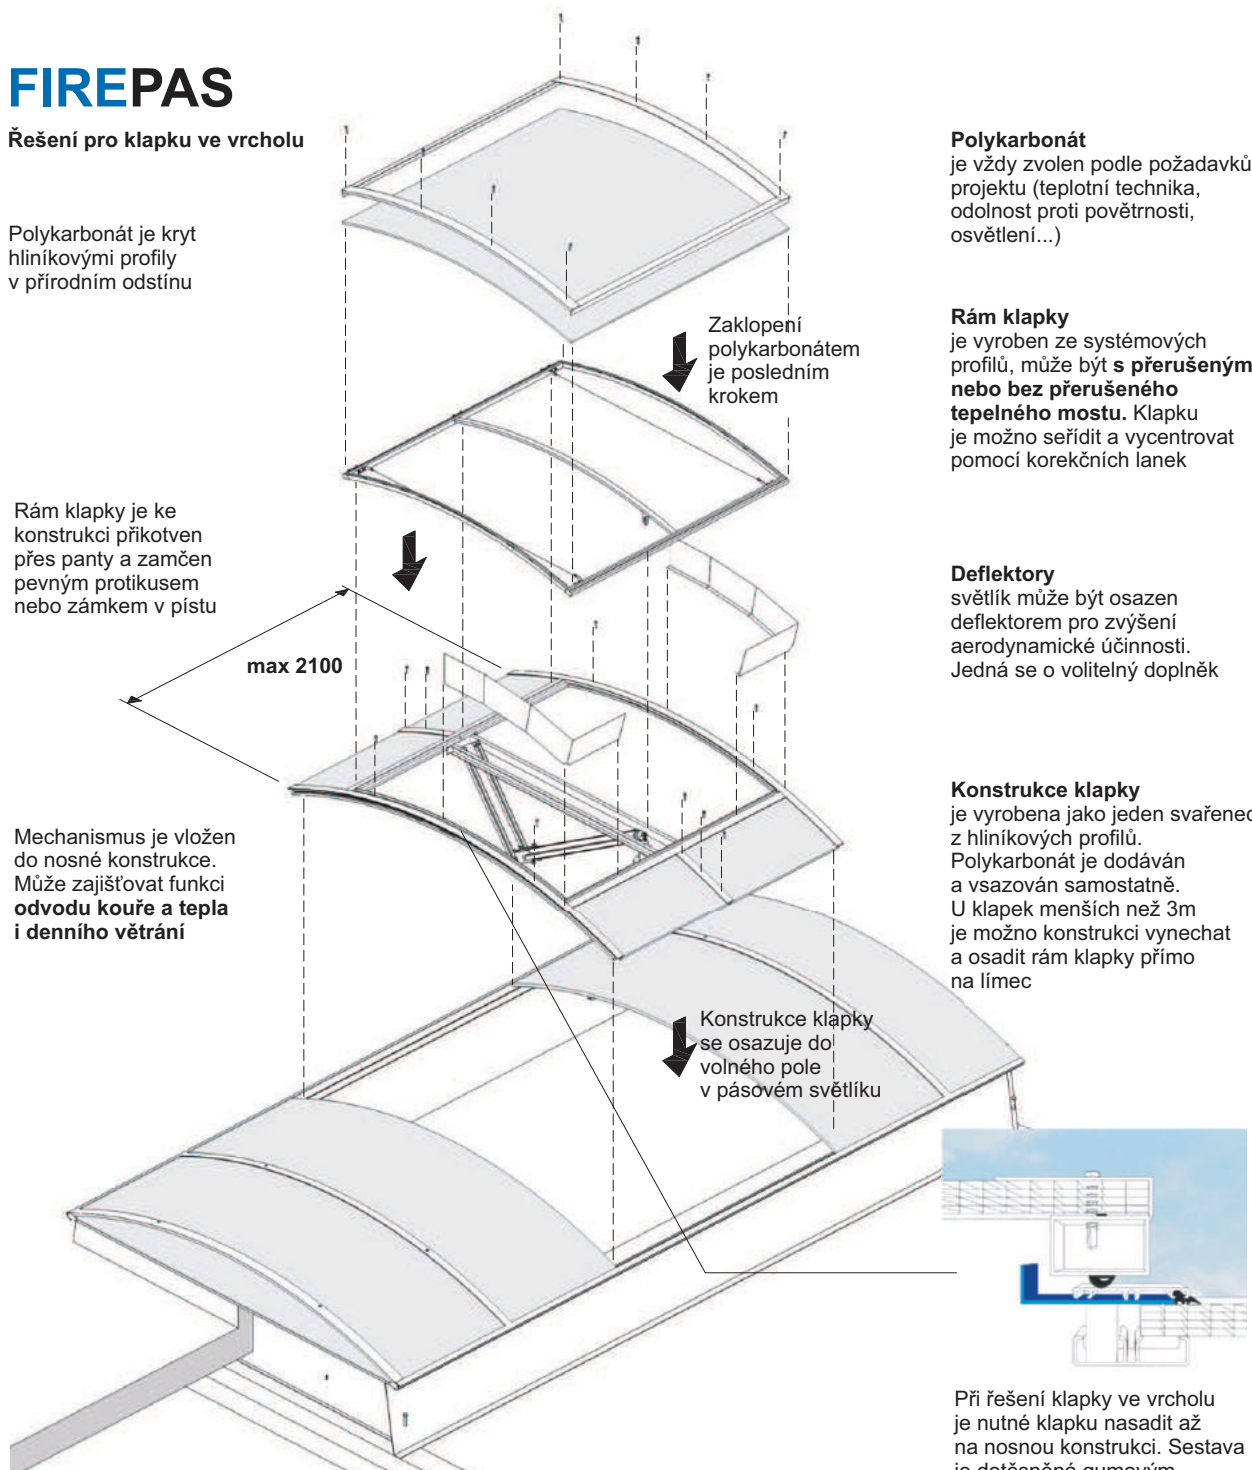 FIREPAS
Řešení pro klapku ve vrcholu
Polykarbonát je kryt
hliníkovými profily
v přírodním odstínu
Zaklopení
polykarbonátem
je posledním
krokem
Rám klapky je ke
konstrukci přikotven
přes panty a zamčen
pevným protikusem
nebo zámkem v pístu
max 2100
Mechanismus je vložen
do nosné konstrukce.
Může zajišťovat funkci
odvodu kouře a tepla
i denního větrání
Konstrukce klapky
se osazuje do
volného pole
v pásovém světlíku
Polykarbonát
je vždy zvolen podle požadavků
projektu (teplotní technika,
odolnost proti povětrnosti,
osvětlení...)
Rám klapky
je vyroben ze systémových
profilů, může být s přerušeným
nebo bez přerušeného
tepelného mostu. Klapku
je možno seřídit a vycentrovat
pomocí korekčních lanek
Deflektory
světlík může být osazen
deflektorem pro zvýšení
aerodynamické účinnosti.
Jedná se o volitelný doplněk
Konstrukce klapky
je vyrobena jako jeden svařenec
z hliníkových profilů.
Polykarbonát je dodáván
a vsazován samostatně.
U klapek menších než 3m
je možno konstrukci vynechat
a osadit rám klapky přímo
na límec
Při řešení klapky ve vrcholu
je nutné klapku nasadit až
na nosnou konstrukci. Sestava
je dotěsněná gumovým